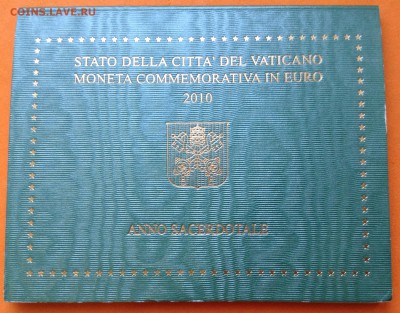 COINS.LAVE.RU
STATO DELLA CITTA' DEL VATICANO
MONETA COMMEMORATIVA IN EURO
2010
ANNO SACERDOTALE